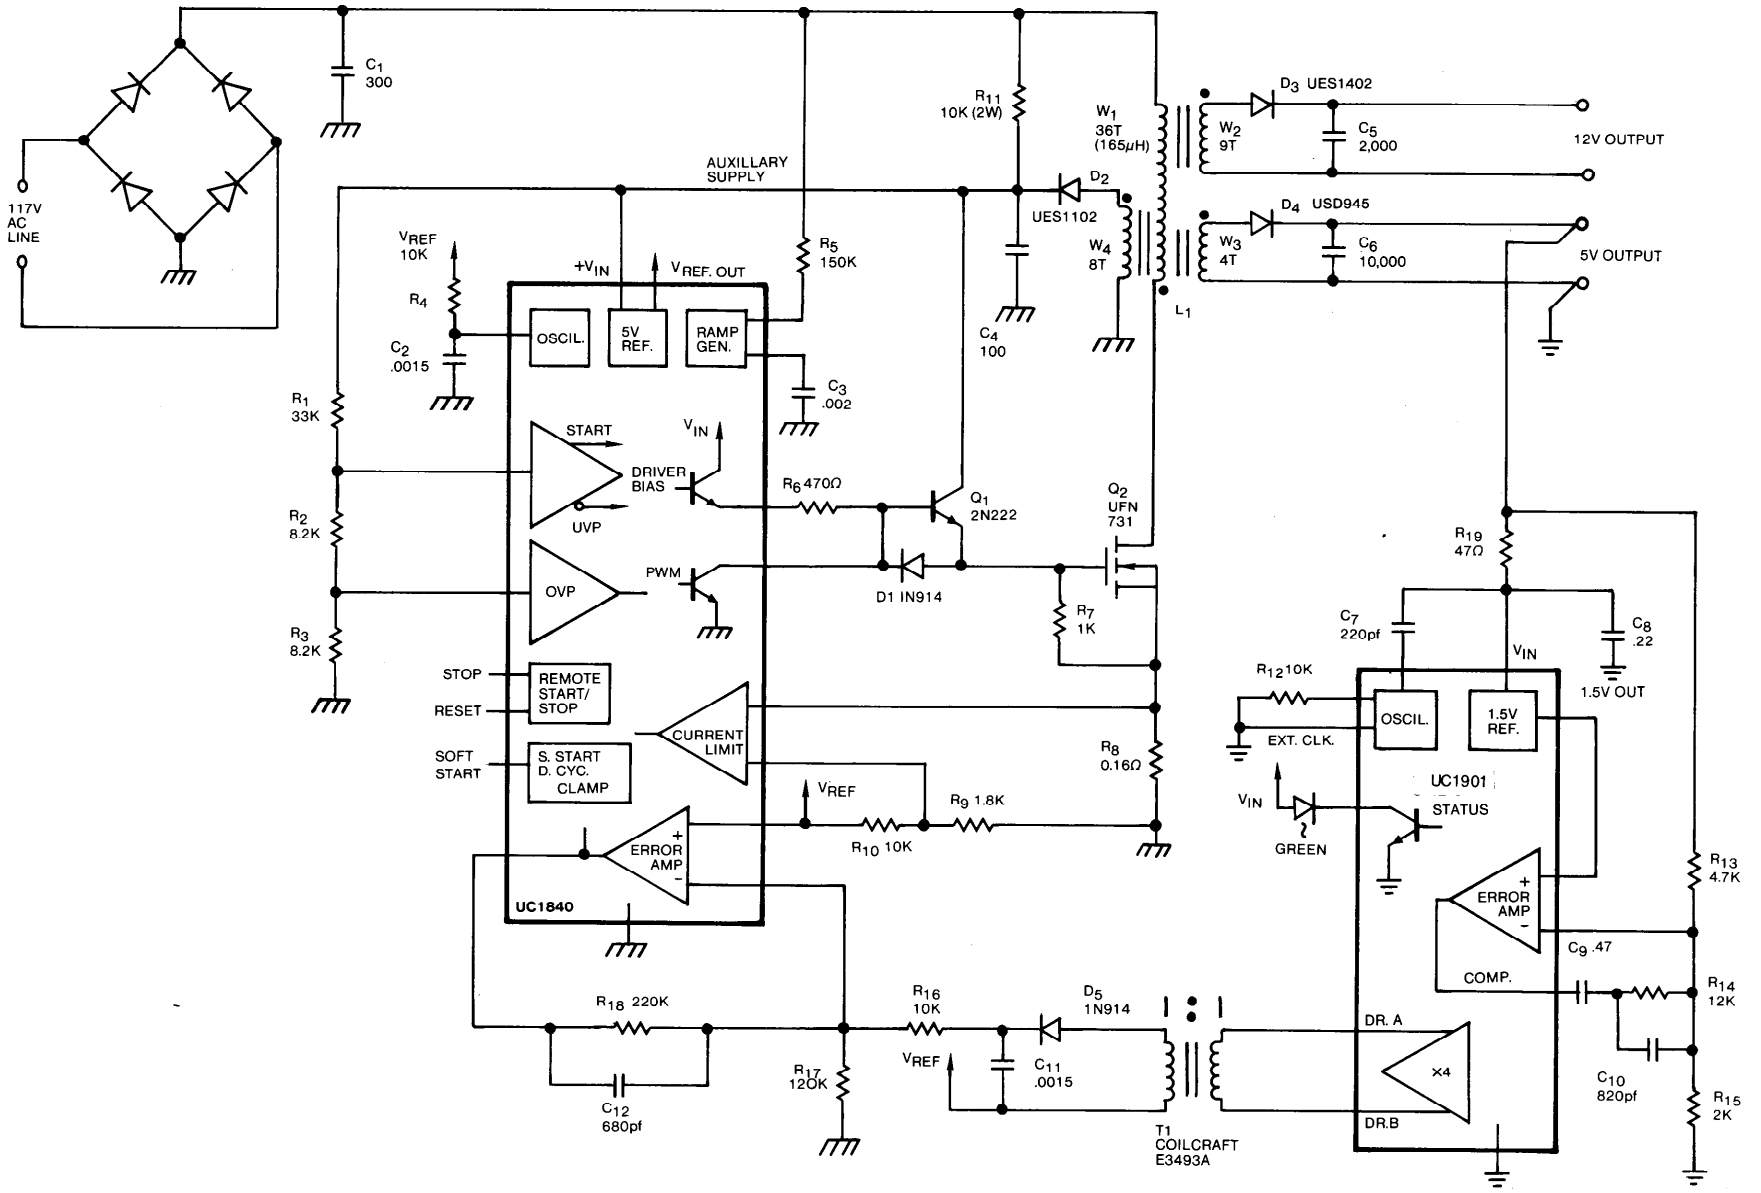 C1
300
117V
AC
LINE
AUXILLARY
SUPPLY
R11
10K (2W)
W1
36T
(165µH)
D3 UES1402
W2
9T
C5
2,000
12V OUTPUT
D2
UES1102
W4
8T
D4 USD945
W3
4T
C6
10,000
5V OUTPUT
L1
C4
100
VREF
10K
R4
C2
.0015
+VIN
VREF. OUT
R5
150K
OSCIL.
5V
REF.
RAMP
GEN.
C3
.002
R1
33K
R2
8.2K
R3
8.2K
START
UVP
DRIVER
BIAS
VIN
R6 470Ω
Q1
2N222
Q2
UFN
731
OVP
PWM
D1 IN914
R7
1K
STOP
RESET
REMOTE
START/
STOP
SOFT
START
S. START
D. CYC.
CLAMP
CURRENT
LIMIT
R8
0.16Ω
VREF
R9 1.8K
R10 10K
+
ERROR
AMP
-
UC1840
R18 220K
C12
680pf
R17
120K
R16
10K
VREF
C11
.0015
D5
1N914
T1
COILCRAFT
E3493A
R19
47Ω
C7
220pf
C8
.22
VIN
1.5V OUT
R12 10K
OSCIL.
1.5V
REF.
EXT. CLK.
UC1901
VIN
STATUS
GREEN
+
ERROR
AMP
-
R13
4.7K
C9 .47
COMP.
R14
12K
C10
820pf
R15
2K
DR. A
X4
DR.B